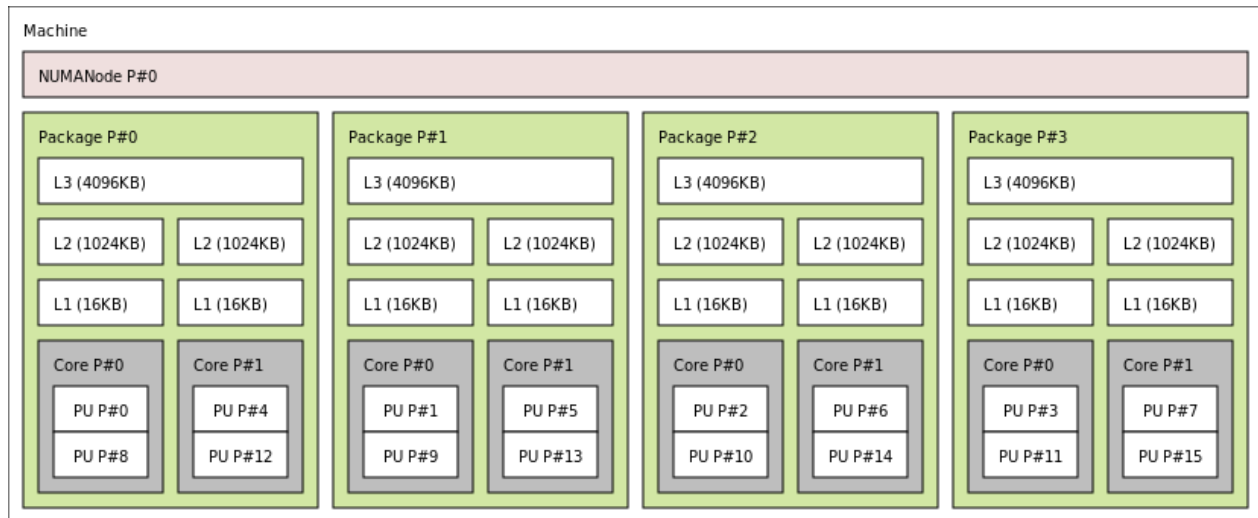 Machine
NUMANode P#0
Package P#0
L3 (4096KB)
L2 (1024KB) L2 (1024KB)
L1 (16KB) L1 (16KB)
Core P#0 Core P#1
PU P#0 PU P#4
PU P#8 PU P#12
Package P#1
L3 (4096KB)
L2 (1024KB) L2 (1024KB)
L1 (16KB) L1 (16KB)
Core P#0 Core P#1
PU P#1 PU P#5
PU P#9 PU P#13
Package P#2
L3 (4096KB)
L2 (1024KB) L2 (1024KB)
L1 (16KB) L1 (16KB)
Core P#0 Core P#1
PU P#2 PU P#6
PU P#10 PU P#14
Package P#3
L3 (4096KB)
L2 (1024KB) L2 (1024KB)
L1 (16KB) L1 (16KB)
Core P#0 Core P#1
PU P#3 PU P#7
PU P#11 PU P#15